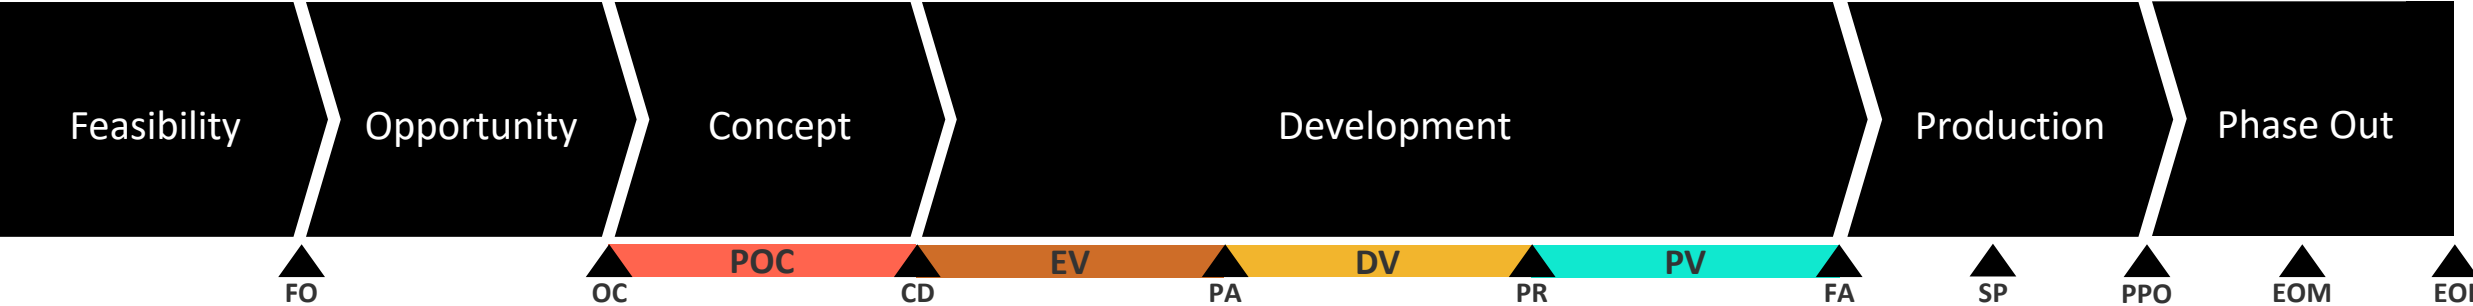 Feasibility
Opportunity
Concept
Development
Production
Phase Out
POC
EV
DV
PV
FO
OC
CD
PA
PR
FA
SP
PPO
EOM